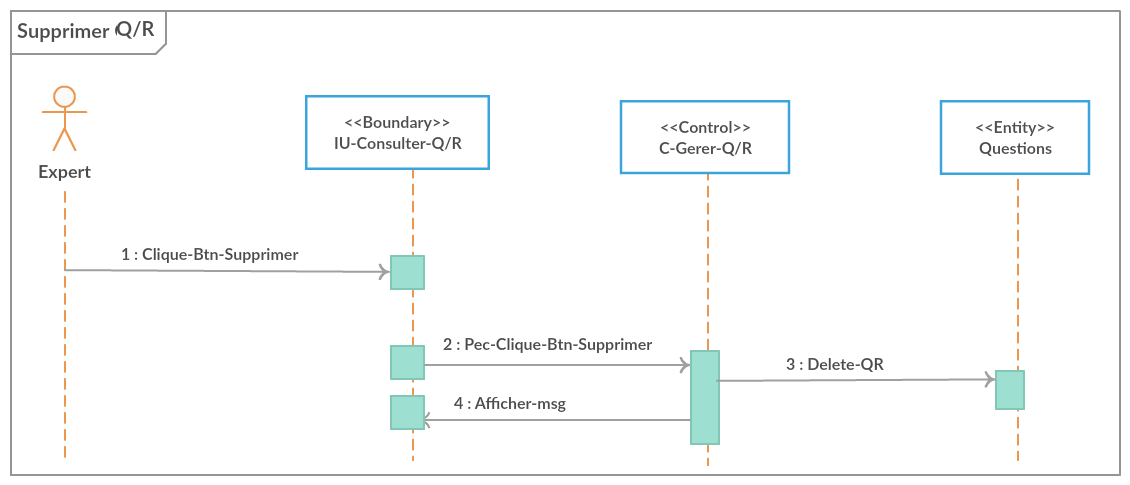 Supprimer Q/R
Expert
<<Boundary>>
IU-Consulter-Q/R
<<Control>>
C-Gerer-Q/R
<<Entity>>
Questions
1 : Clique-Btn-Supprimer
2 : Pec-Clique-Btn-Supprimer
3 : Delete-QR
4 : Afficher-msg